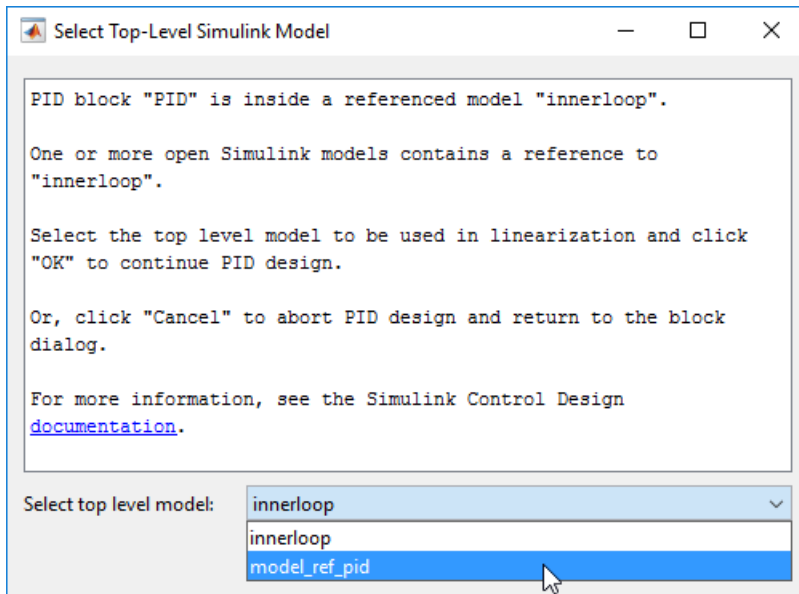 Select Top-Level Simulink Model
PID block "PID" is inside a referenced model "innerloop".
One or more open Simulink models contains a reference to
"innerloop".
Select the top level model to be used in linearization and click
"OK" to continue PID design.
Or, click "Cancel" to abort PID design and return to the block
dialog.
For more information, see the Simulink Control Design
documentation.
Select top level model: innerloop
innerloop
model_ref_pid